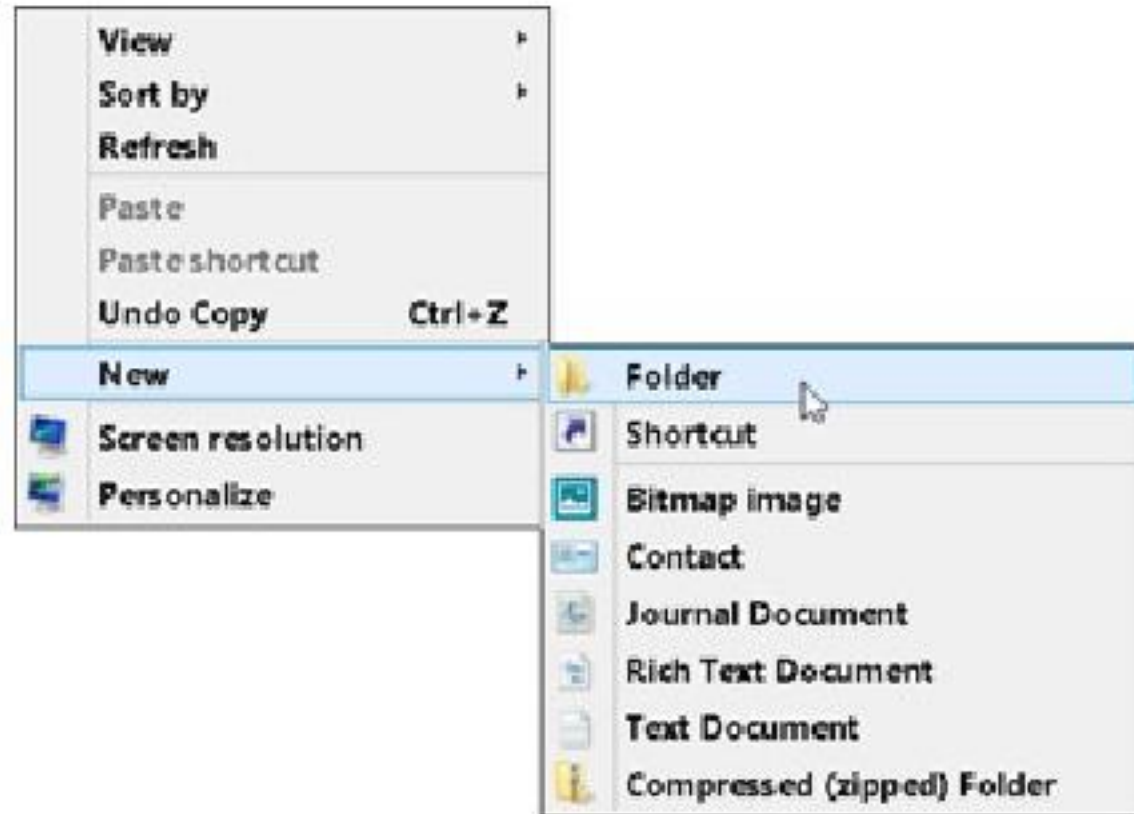 View
Sort by
Refresh
Paste
Paste shortcut
Undo Copy Ctrl+Z
New
Screen resolution
Personalize
Folder
Shortcut
Bitmap image
Contact
Journal Document
Rich Text Document
Text Document
Compressed (zipped) Folder